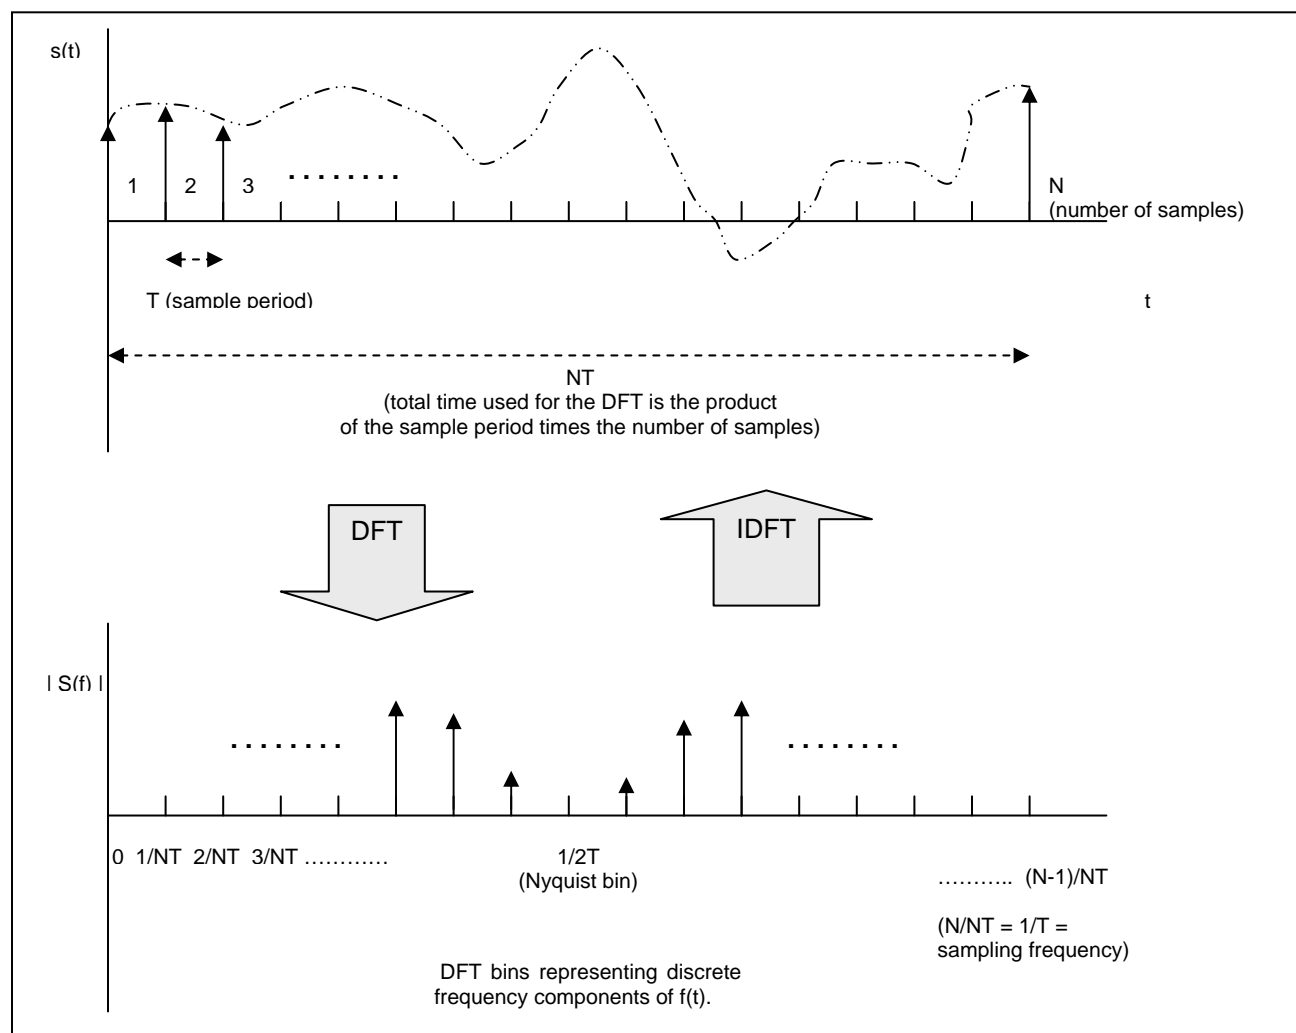 s(t)
1 2 3 ........
N
(number of samples)
T (sample period)
t
NT
(total time used for the DFT is the product
of the sample period times the number of samples)
DFT
IDFT
| S(f) |
........
........
0 1/NT 2/NT 3/NT …………
1/2T
(Nyquist bin)
……….. (N-1)/NT
(N/NT = 1/T =
sampling frequency)
DFT bins representing discrete
frequency components of f(t).